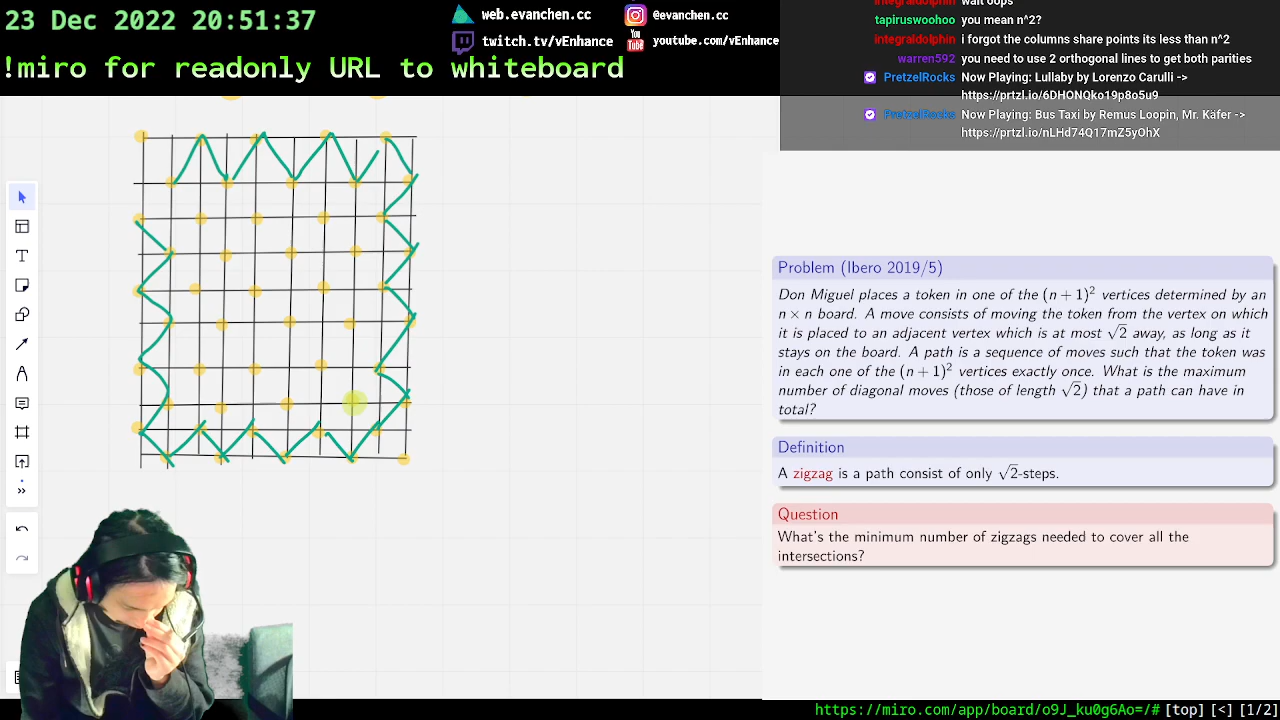 23 Dec 2022 20:51:37
web.evanchen.cc
@evanchen.cc
twitch.tv/vEnhance
youtube.com/vEnhance
!miro for readonly URL to whiteboard
integraldolphin wait oops
tapiruswoohoo you mean n^2?
integraldolphin i forgot the columns share points its less than n^2
warren592 you need to use 2 orthogonal lines to get both parities
PretzelRocks Now Playing: Lullaby by Lorenzo Carulli ->
https://prtzl.io/6DHONQko19p8o5u9
PretzelRocks Now Playing: Bus Taxi by Remus Loopin, Mr. Käfer ->
https://prtzl.io/nLHd74Q17mZ5yOhX
Problem (Ibero 2019/5)
Don Miguel places a token in one of the (n + 1)² vertices determined by an
n × n board. A move consists of moving the token from the vertex on which
it is placed to an adjacent vertex which is at most √2 away, as long as it
stays on the board. A path is a sequence of moves such that the token was
in each one of the (n + 1)² vertices exactly once. What is the maximum
number of diagonal moves (those of length √2) that a path can have in
total?
Definition
A zigzag is a path consist of only √2-steps.
Question
What's the minimum number of zigzags needed to cover all the
intersections?
https://miro.com/app/board/o9J_ku0g6Ao=/# [top] [<] [1/2]